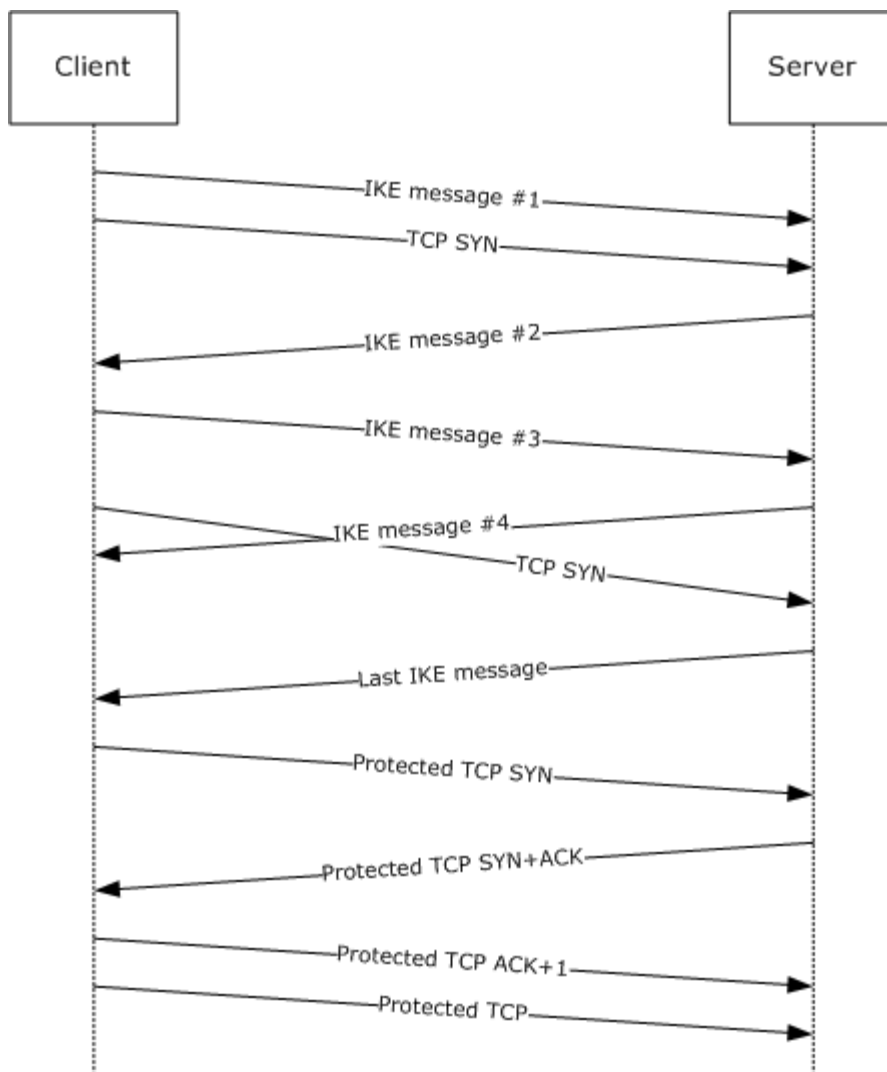 Client
Server
IKE message #1
TCP SYN
IKE message #2
IKE message #3
IKE message #4
TCP SYN
Last IKE message
Protected TCP SYN
Protected TCP SYN+ACK
Protected TCP ACK+1
Protected TCP